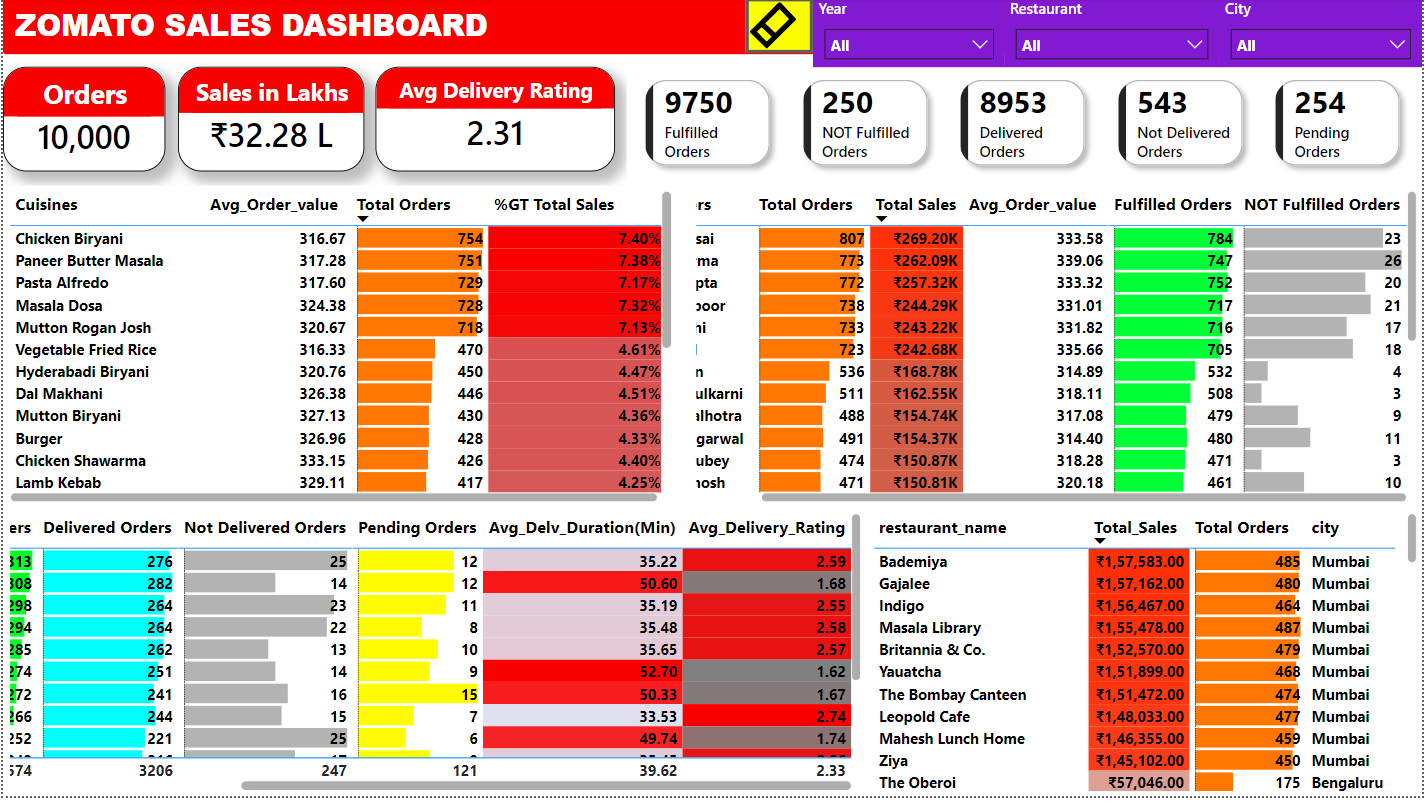 ZOMATO SALES DASHBOARD
Year Restaurant City
All All All
Orders
10,000
Sales in Lakhs
₹32.28 L
Avg Delivery Rating
2.31
9750
Fulfilled
Orders
250
NOT Fulfilled
Orders
8953
Delivered
Orders
543
Not Delivered
Orders
254
Pending
Orders
Cuisines Avg_Order_value Total Orders %GT Total Sales
Chicken Biryani 316.67 754 7.40%
Paneer Butter Masala 317.28 751 7.38%
Pasta Alfredo 317.60 729 7.17%
Masala Dosa 324.38 728 7.32%
Mutton Rogan Josh 320.67 718 7.13%
Vegetable Fried Rice 316.33 470 4.61%
Hyderabadi Biryani 320.76 450 4.47%
Dal Makhani 326.38 446 4.51%
Mutton Biryani 327.13 430 4.36%
Burger 326.96 428 4.33%
Chicken Shawarma 333.15 426 4.40%
Lamb Kebab 329.11 417 4.25%
rs Total Orders Total Sales Avg_Order_value Fulfilled Orders NOT Fulfilled Orders
sai 807 ₹269.20K 333.58 784 23
ma 773 ₹262.09K 339.06 747 26
pta 772 ₹257.32K 333.32 752 20
poor 738 ₹244.29K 331.01 717 21
ni 733 ₹243.22K 331.82 716 17
723 ₹242.68K 335.66 705 18
n 536 ₹168.78K 314.89 532 4
ulkarni 511 ₹162.55K 318.11 508 3
alhotra 488 ₹154.74K 317.08 479 9
garwal 491 ₹154.37K 314.40 480 11
ubey 474 ₹150.87K 318.28 471 3
hosh 471 ₹150.81K 320.18 461 10
ers Delivered Orders Not Delivered Orders Pending Orders Avg_Delv_Duration(Min) Avg_Delivery_Rating
313 276 25 12 35.22 2.59
308 282 14 12 50.60 1.68
298 264 23 11 35.19 2.55
294 264 22 8 35.48 2.58
285 262 13 10 35.65 2.57
274 251 14 9 52.70 1.62
272 241 16 15 50.33 1.67
266 244 15 7 33.53 2.74
252 221 25 6 49.74 1.74
574 3206 247 121 39.62 2.33
restaurant_name Total_Sales Total Orders city
Bademiya ₹1,57,583.00 485 Mumbai
Gajalee ₹1,57,162.00 480 Mumbai
Indigo ₹1,56,467.00 464 Mumbai
Masala Library ₹1,55,478.00 487 Mumbai
Britannia & Co. ₹1,52,570.00 479 Mumbai
Yauatcha ₹1,51,899.00 468 Mumbai
The Bombay Canteen ₹1,51,472.00 474 Mumbai
Leopold Cafe ₹1,48,033.00 477 Mumbai
Mahesh Lunch Home ₹1,46,355.00 459 Mumbai
Ziya ₹1,45,102.00 450 Mumbai
The Oberoi ₹57,046.00 175 Bengaluru